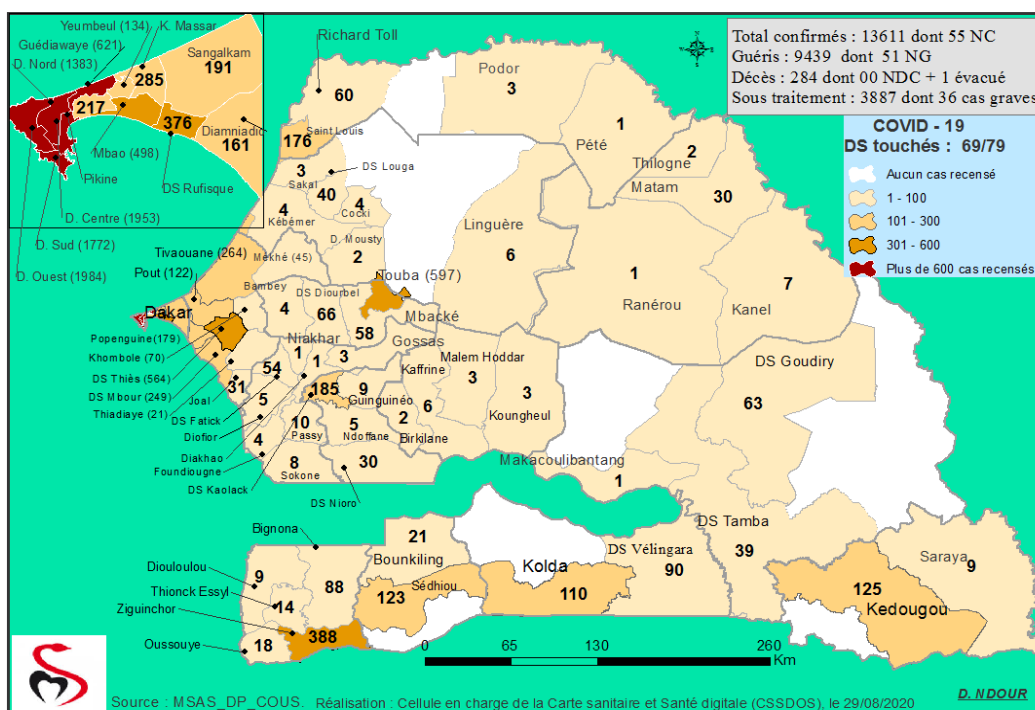 Total confirmés : 13611 dont 55 NC
Guéris : 9439 dont 51 NG
Décès : 284 dont 00 NDC + 1 évacué
Sous traitement : 3887 dont 36 cas graves
COVID - 19
DS touchés : 69/79
Aucun cas recensé
1 - 100
101 - 300
301 - 600
Plus de 600 cas recensés
Yeumbeul (134)
K. Massar
Guédiawaye (621)
D. Nord (1383)
Sangalkam
191
285
217
376
Diamniadio
161
Mbao (498)
Pikine
DS Rufisque
D. Centre (1953)
D. Sud (1772)
D. Ouest (1984)
Richard Toll
60
Podor
3
1
Pété
2
Thilogne
Matam
30
Saint Louis
176
3
Sakal
DS Louga
40
4
Cocki
4
Kébémer
Linguère
6
D. Mousty
2
Mékhé (45)
Tivaouane (264)
Pout (122)
Touba (597)
1
Ranérou
7
Kanel
Bambey
4
DS Diourbel
66
Mbacké
58
Dakar
Popenguine(179)
Khombole (70)
DS Thiès (564)
DS Mbour (249)
Thiadiaye (21)
Niakhar
1
1
3
Gossas
Kaffrine
Malem Hoddar
3
3
Koungheul
DS Goudiry
63
54
31
Joal
5
DS Fatick
Diofior
185
9
Guinguinéo
6
2
Birkilane
10
Passy
5
Ndoffane
4
Diakhao
Foundiougne
DS Kaolack
8
Sokone
30
DS Nioro
Makacoulibantang
1
Bignona
21
Bounkiling
Kolda
DS Vélingara
90
DS Tamba
39
Saraya
9
Diouloulou
9
88
Thionck Essyl
14
Sédhiou
123
110
125
Kedougou
Ziguinchor
388
Oussouye
18
0 65 130 260
Km
Source : MSAS_DP_COUS. Réalisation : Cellule en charge de la Carte sanitaire et Santé digitale (CSSDOS), le 29/08/2020
D. NDOUR